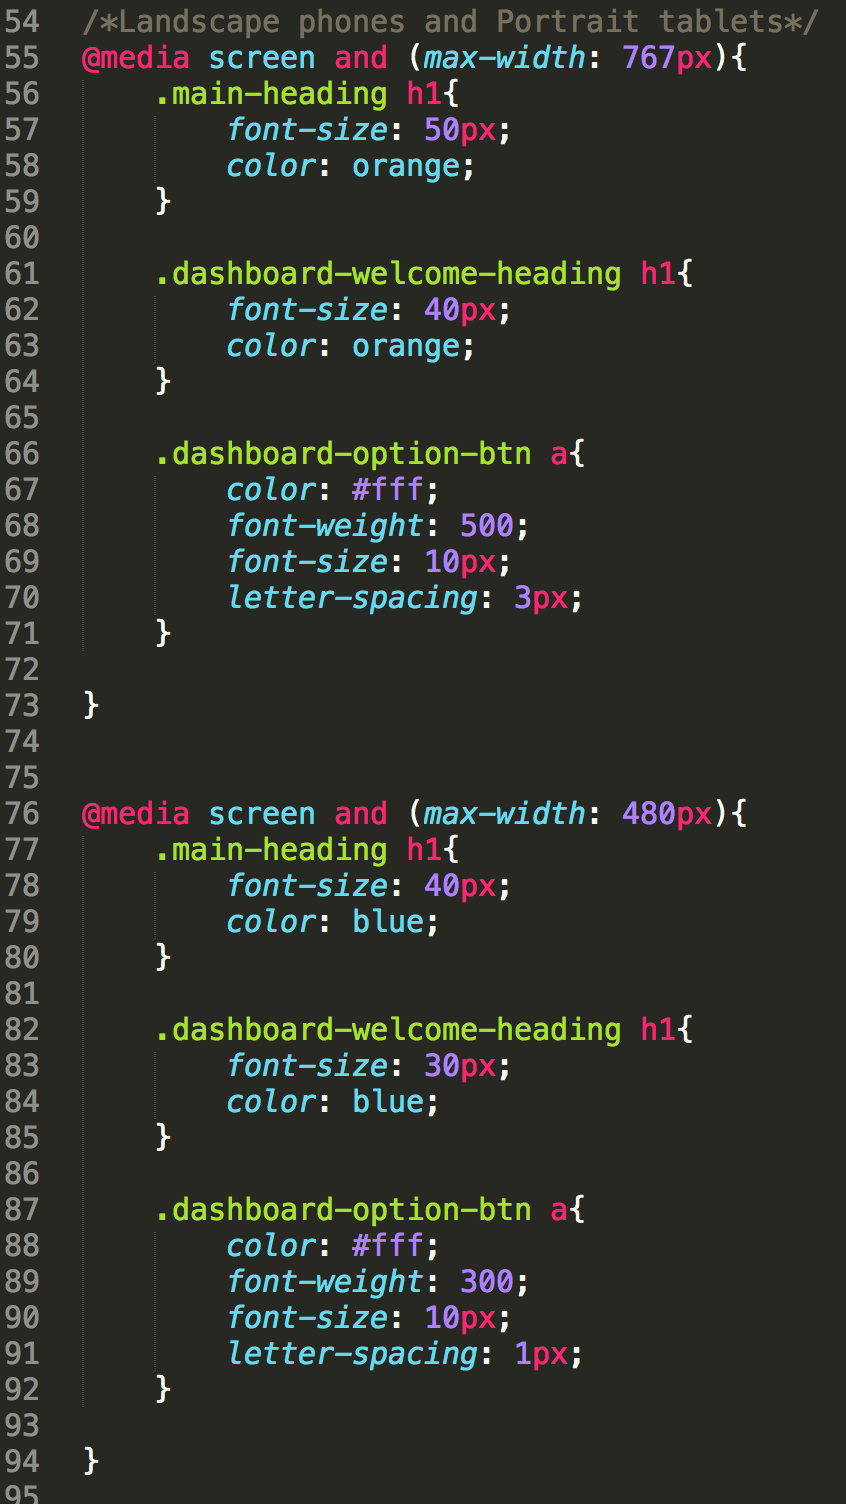 54 /*Landscape phones and Portrait tablets*/
55 @media screen and (max-width: 767px){
56 .main-heading h1{
57 font-size: 50px;
58 color: orange;
59 }
60
61 .dashboard-welcome-heading h1{
62 font-size: 40px;
63 color: orange;
64 }
65
66 .dashboard-option-btn a{
67 color: #fff;
68 font-weight: 500;
69 font-size: 10px;
70 letter-spacing: 3px;
71 }
72
73 }
74
75
76 @media screen and (max-width: 480px){
77 .main-heading h1{
78 font-size: 40px;
79 color: blue;
80 }
81
82 .dashboard-welcome-heading h1{
83 font-size: 30px;
84 color: blue;
85 }
86
87 .dashboard-option-btn a{
88 color: #fff;
89 font-weight: 300;
90 font-size: 10px;
91 letter-spacing: 1px;
92 }
93
94 }
95